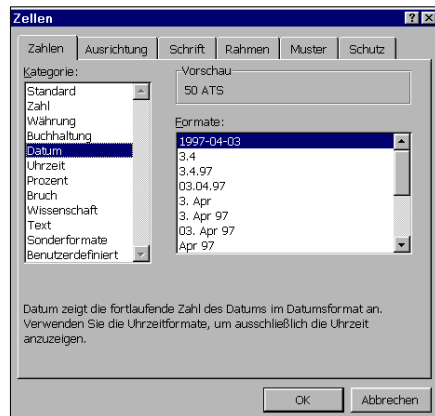 Zellen
Zahlen Ausrichtung Schrift Rahmen Muster Schutz
Kategorie:
Standard
Zahl
Währung
Buchhaltung
Datum
Uhrzeit
Prozent
Bruch
Wissenschaft
Text
Sonderformate
Benutzerdefiniert
Vorschau
50 ATS
Formate:
1997-04-03
3.4
3.4.97
03.04.97
3. Apr
3. Apr 97
03. Apr 97
Apr 97
Datum zeigt die fortlaufende Zahl des Datums im Datumsformat an.
Verwenden Sie die Uhrzeitformate, um ausschließlich die Uhrzeit
anzuzeigen.
OK Abbrechen